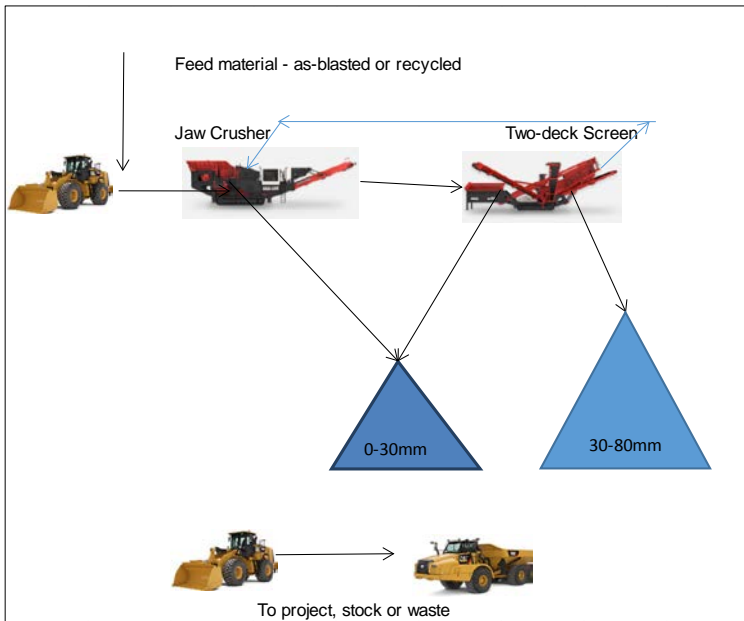 Feed material - as-blasted or recycled
Jaw Crusher
Two-deck Screen
0-30mm
30-80mm
To project, stock or waste